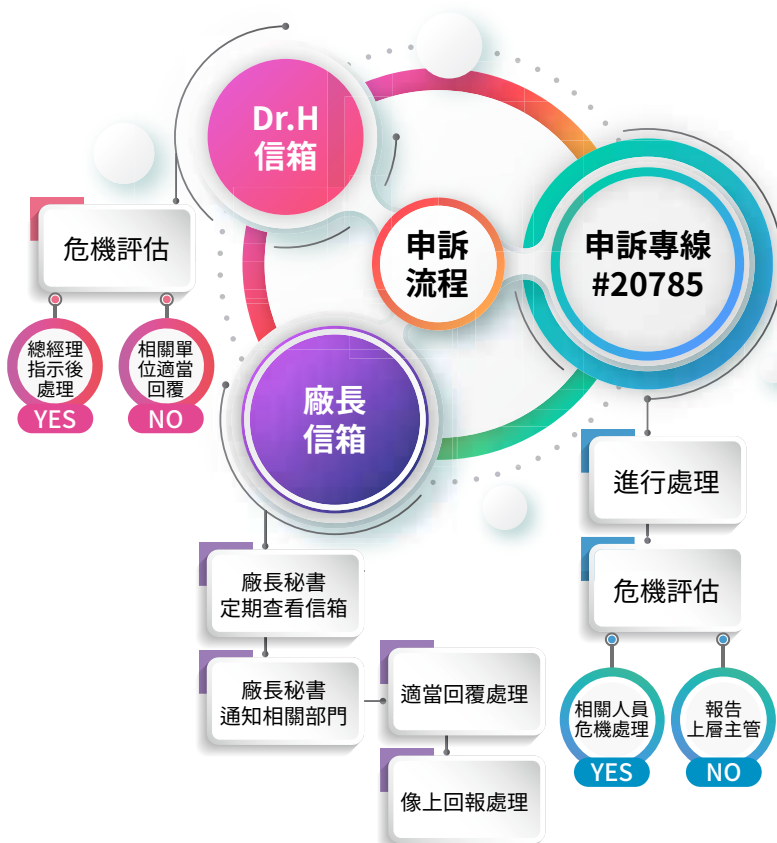 Dr.H
信箱
申訴
流程
申訴專線
#20785
危機評估
總經理
指示後
處理
YES
相關單
位適當
回覆
NO
廠長
信箱
廠長秘書
定期查看信箱
廠長秘書
通知相關部門
適當回覆處理
像上回報處理
進行處理
危機評估
相關人員
危機處理
YES
報告
上層主管
NO